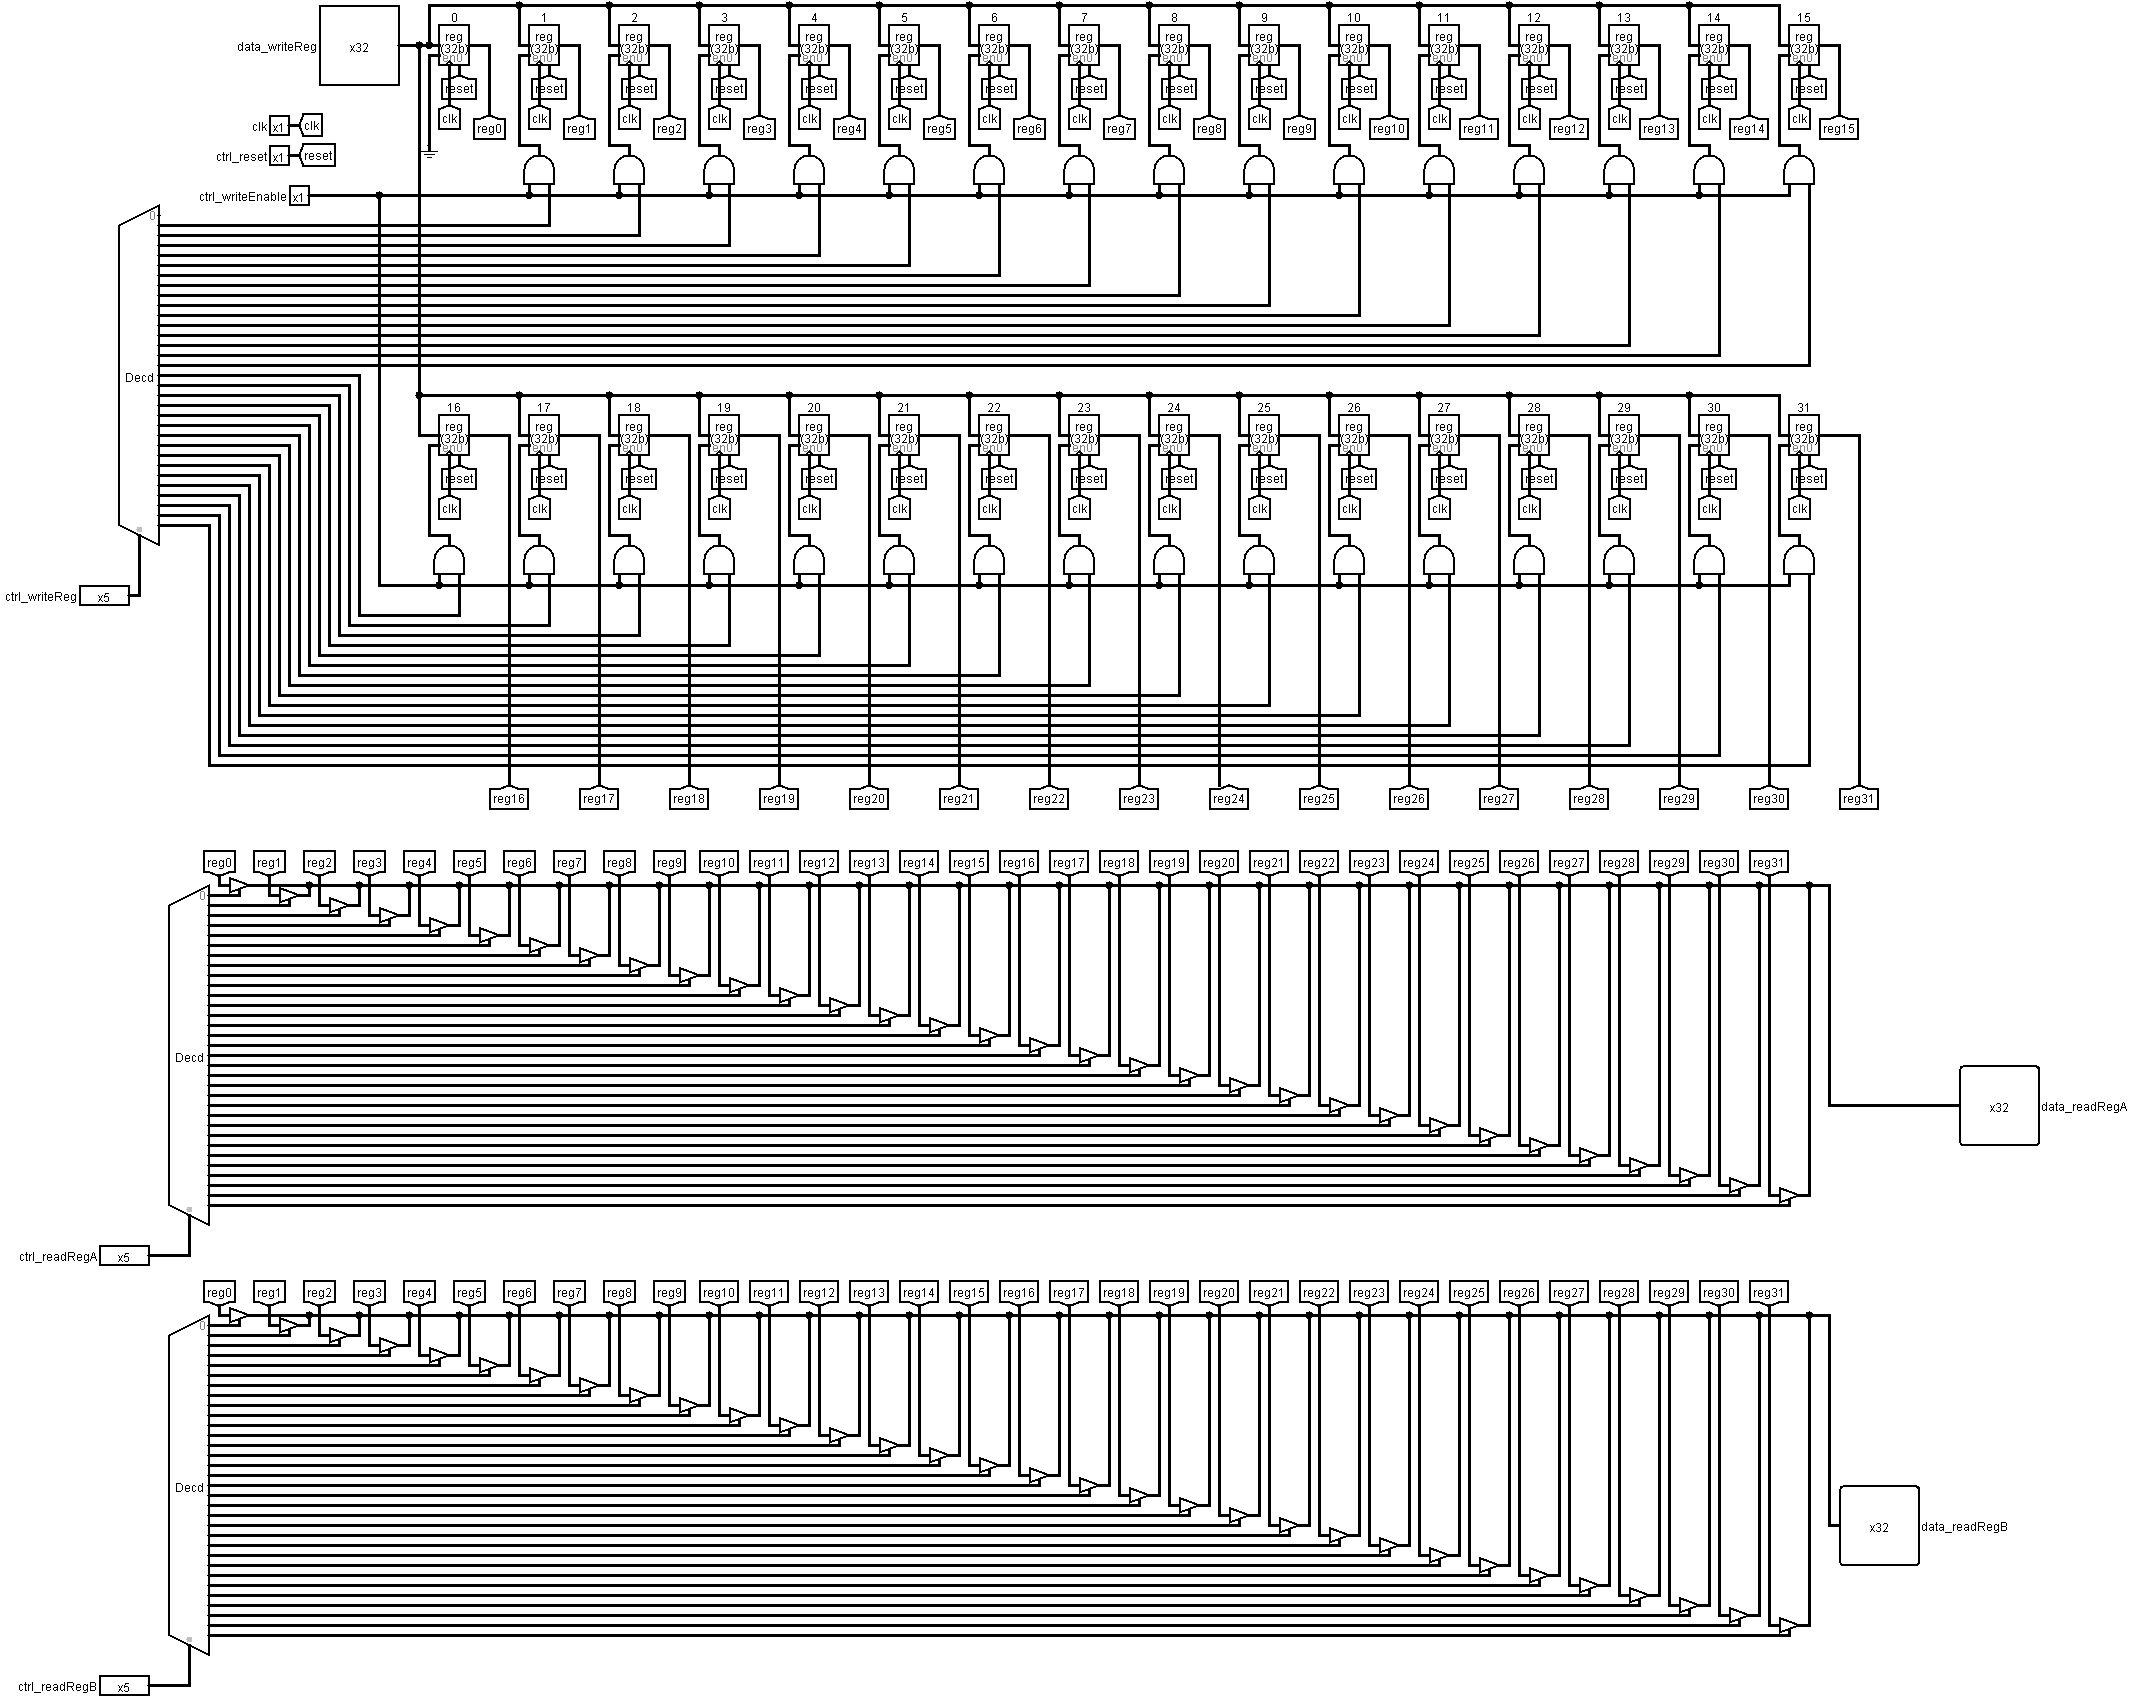 0 1 2 3 4 5 6 7 8 9 10 11 12 13 14 15
data_writeReg x32
reg reg reg reg reg reg reg reg reg reg reg reg reg reg reg reg
(32b) (32b) (32b) (32b) (32b) (32b) (32b) (32b) (32b) (32b) (32b) (32b) (32b) (32b) (32b) (32b)
en0 en0 en0 en0 en0 en0 en0 en0 en0 en0 en0 en0 en0 en0 en0 en0
reset reset reset reset reset reset reset reset reset reset reset reset reset reset reset reset
clk clk clk clk clk clk clk clk clk clk clk clk clk clk clk clk
clk x1 clk
reg0 reg1 reg2 reg3 reg4 reg5 reg6 reg7 reg8 reg9 reg10 reg11 reg12 reg13 reg14 reg15
ctrl_reset x1 reset
ctrl_writeEnable x1
0
Decd
16 17 18 19 20 21 22 23 24 25 26 27 28 29 30 31
reg reg reg reg reg reg reg reg reg reg reg reg reg reg reg reg
(32b) (32b) (32b) (32b) (32b) (32b) (32b) (32b) (32b) (32b) (32b) (32b) (32b) (32b) (32b) (32b)
en0 en0 en0 en0 en0 en0 en0 en0 en0 en0 en0 en0 en0 en0 en0 en0
reset reset reset reset reset reset reset reset reset reset reset reset reset reset reset reset
clk clk clk clk clk clk clk clk clk clk clk clk clk clk clk clk
ctrl_writeReg x5
reg16 reg17 reg18 reg19 reg20 reg21 reg22 reg23 reg24 reg25 reg26 reg27 reg28 reg29 reg30 reg31
reg0 reg1 reg2 reg3 reg4 reg5 reg6 reg7 reg8 reg9 reg10 reg11 reg12 reg13 reg14 reg15 reg16 reg17 reg18 reg19 reg20 reg21 reg22 reg23 reg24 reg25 reg26 reg27 reg28 reg29 reg30 reg31
0
Decd
x32 data_readRegA
ctrl_readRegA x5
reg0 reg1 reg2 reg3 reg4 reg5 reg6 reg7 reg8 reg9 reg10 reg11 reg12 reg13 reg14 reg15 reg16 reg17 reg18 reg19 reg20 reg21 reg22 reg23 reg24 reg25 reg26 reg27 reg28 reg29 reg30 reg31
0
Decd
x32 data_readRegB
ctrl_readRegB x5